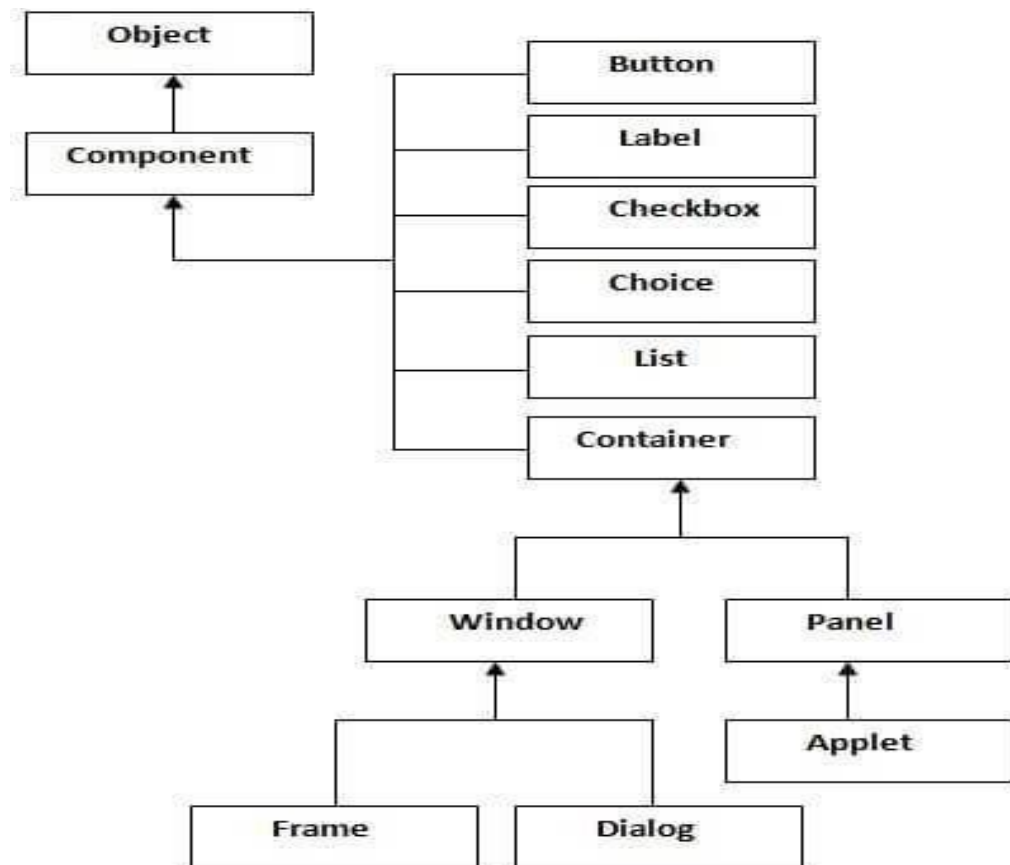 Object
Button
Component
Label
Checkbox
Choice
List
Container
Window
Panel
Applet
Frame
Dialog